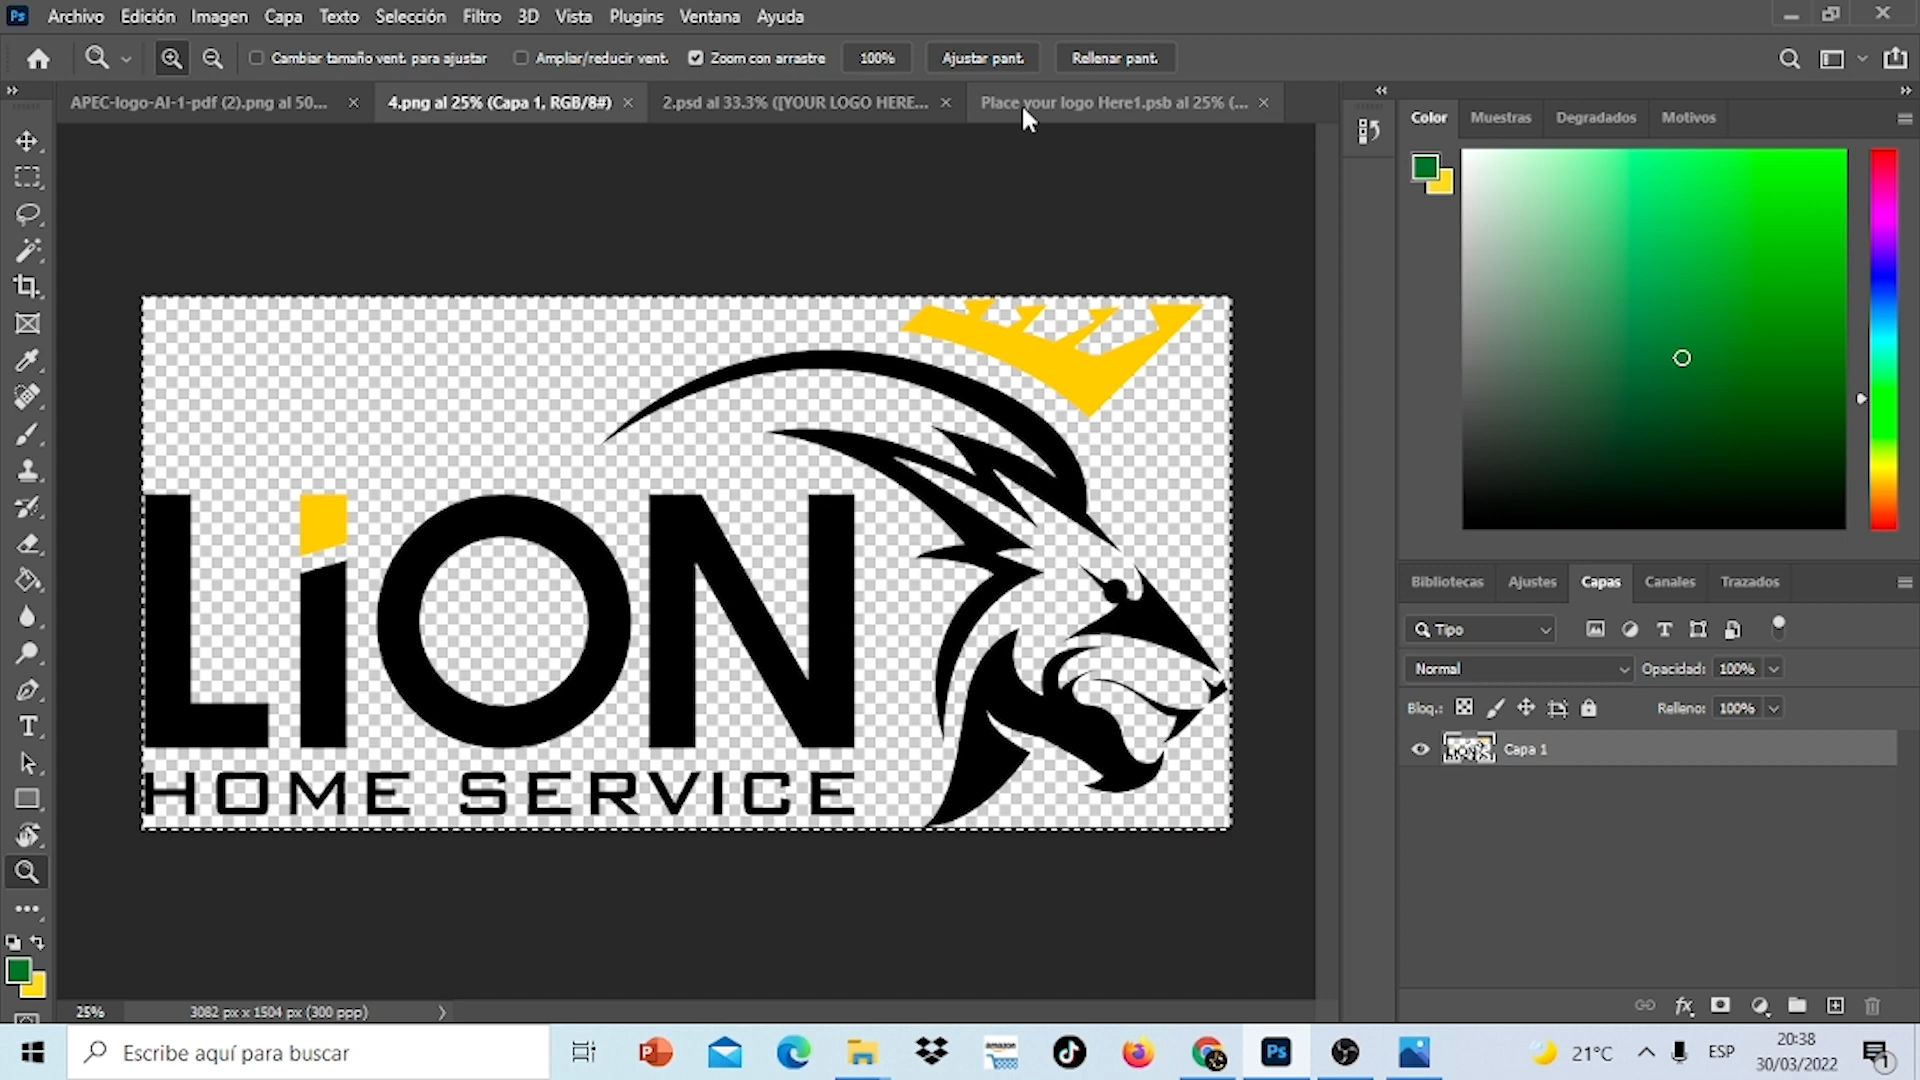 Ps Archivo Edición Imagen Capa Texto Selección Filtro 3D Vista Plugins Ventana Ayuda
Cambiar tamaño vent. para ajustar Ampliar/reducir vent. Zoom con arrastre 100% Ajustar pant. Rellenar pant.
APEC-logo-AI-1-pdf (2).png al 50... × 4.png al 25% (Capa 1, RGB/8#) × 2.psd al 33.3% ([YOUR LOGO HERE... × Place your logo Here1.psb al 25% (... ×
Color Muestras Degradados Motivos
LiON
HOME SERVICE
Bibliotecas Ajustes Capas Canales Trazados
Tipo
Normal Opacidad: 100%
Bloq.: Relleno: 100%
Capa 1
25% 3082 px x 1504 px (300 ppp)
Escribe aquí para buscar
amazon
Ps
21°C ESP
20:38
30/03/2022
1